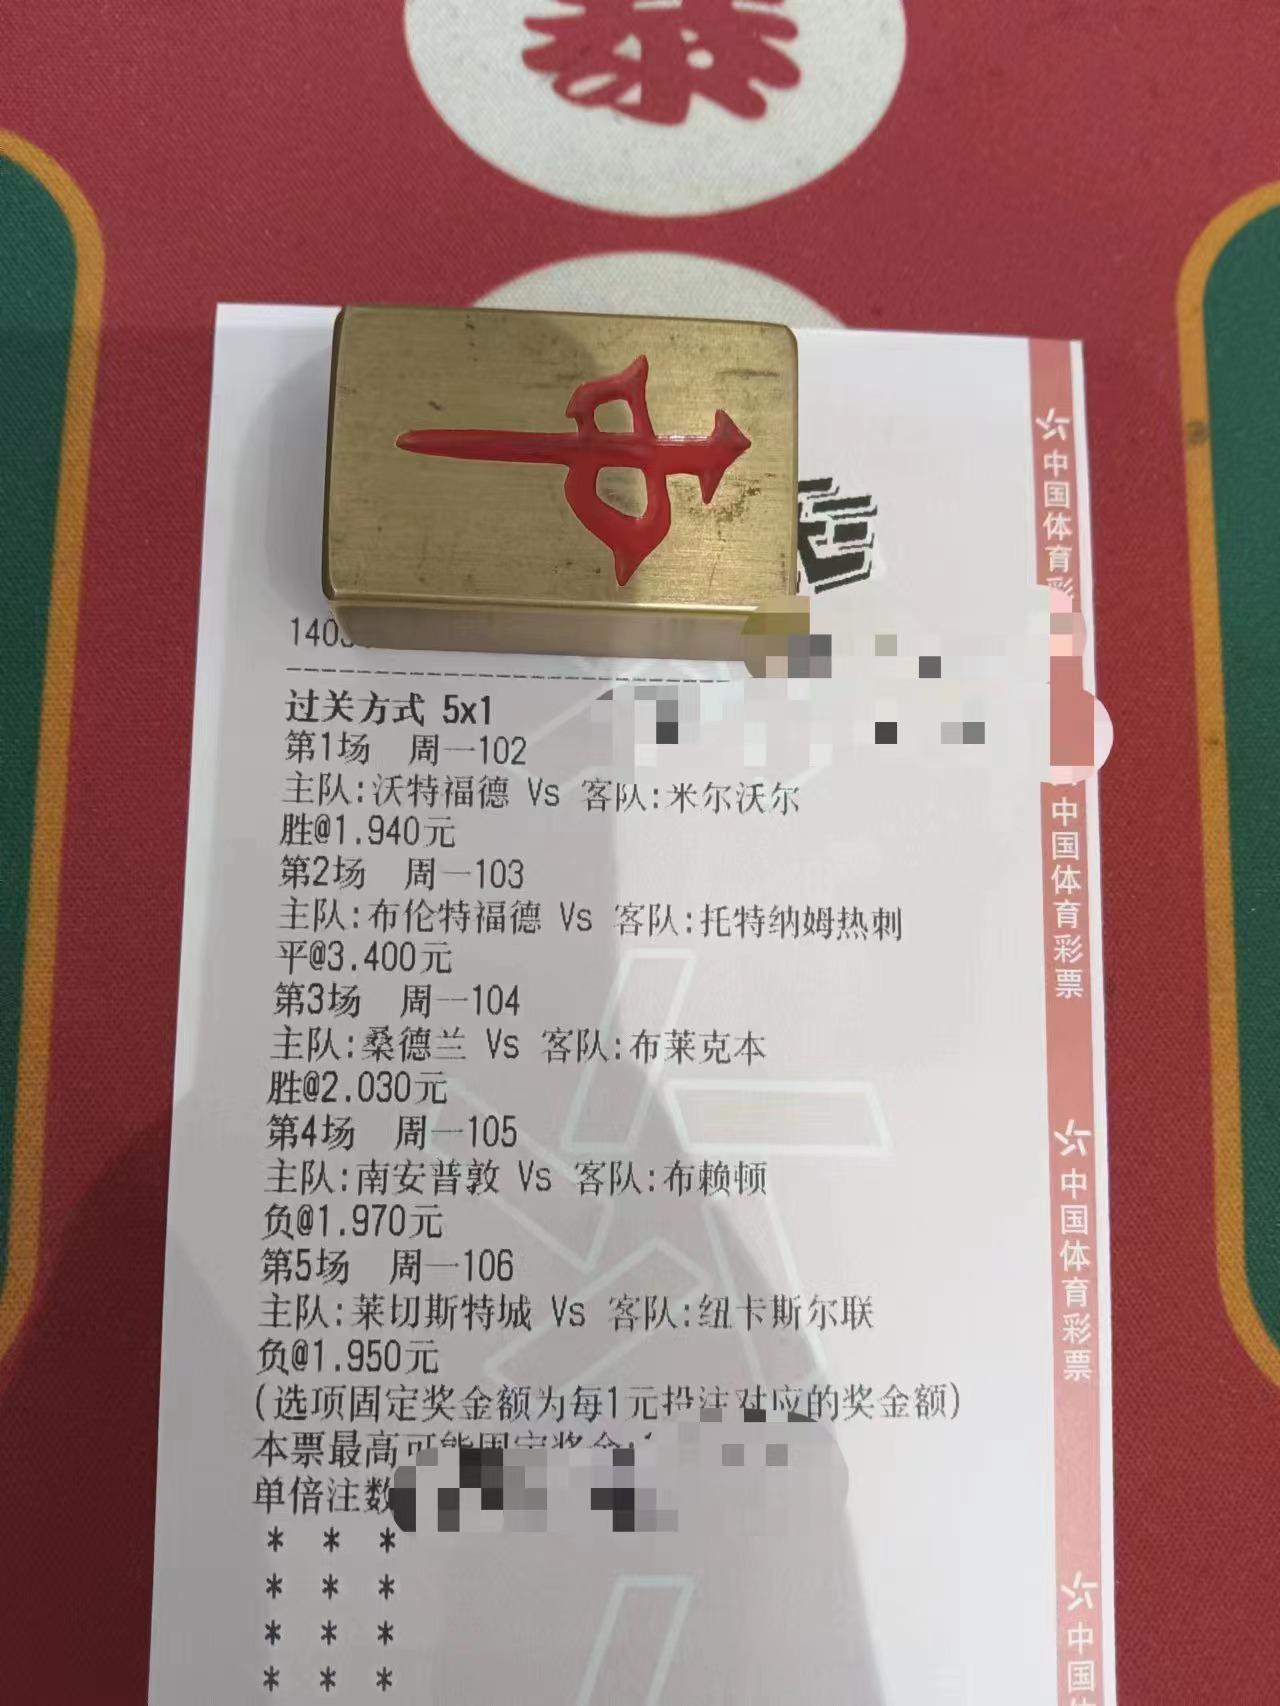 泰
中国体育彩
过关方式 5x1
第1场 周一102
主队:沃特福德 Vs 客队:米尔沃尔
胜@1.940元
第2场 周一103
主队:布伦特福德 Vs 客队:托特纳姆热刺
平@3.400元
第3场 周一104
主队:桑德兰 Vs 客队:布莱克本
胜@2.030元
第4场 周一105
主队:南安普敦 Vs 客队:布赖顿
负@1.970元
第5场 周一106
主队:莱切斯特城 Vs 客队:纽卡斯尔联
负@1.950元
(选项固定奖金额为每1元投注对应的奖金额)
本票最高可能固定奖金:
单倍注数
* * *
* * *
* * *
* * *
中国体育彩票
中国体育彩票
中国